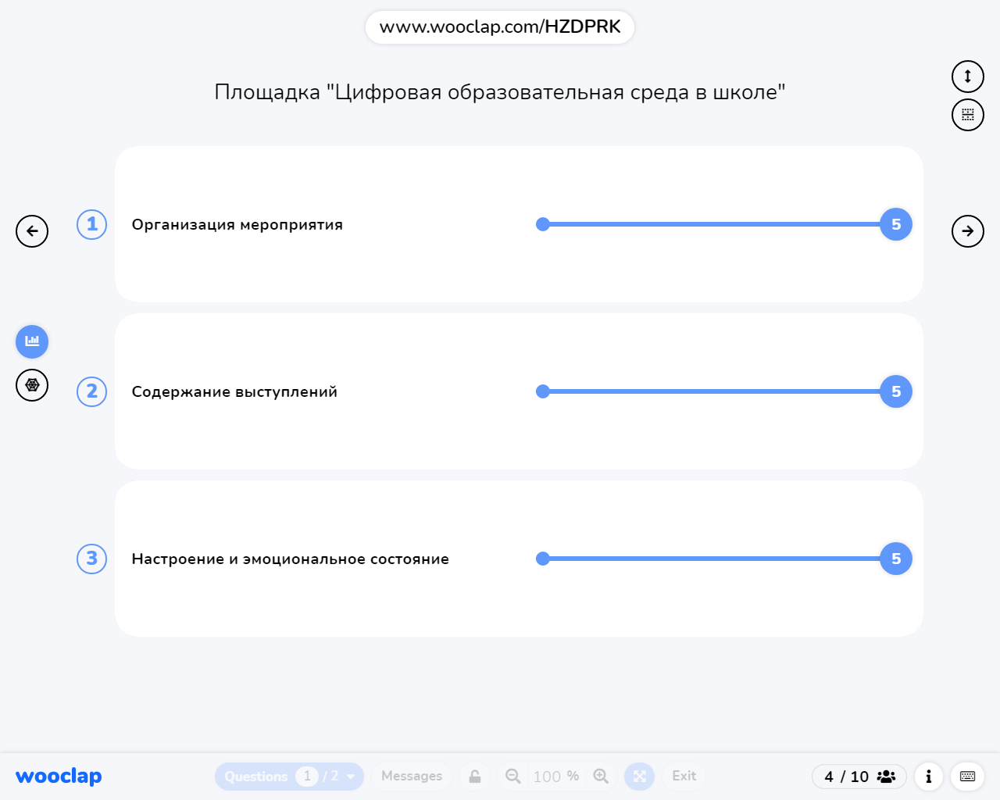 www.wooclap.com/HZDPRK
Площадка "Цифровая образовательная среда в школе"
1 Организация мероприятия 5
2 Содержание выступлений 5
3 Настроение и эмоциональное состояние 5
wooclap Questions 1 / 2 Messages 100 % Exit 4 / 10